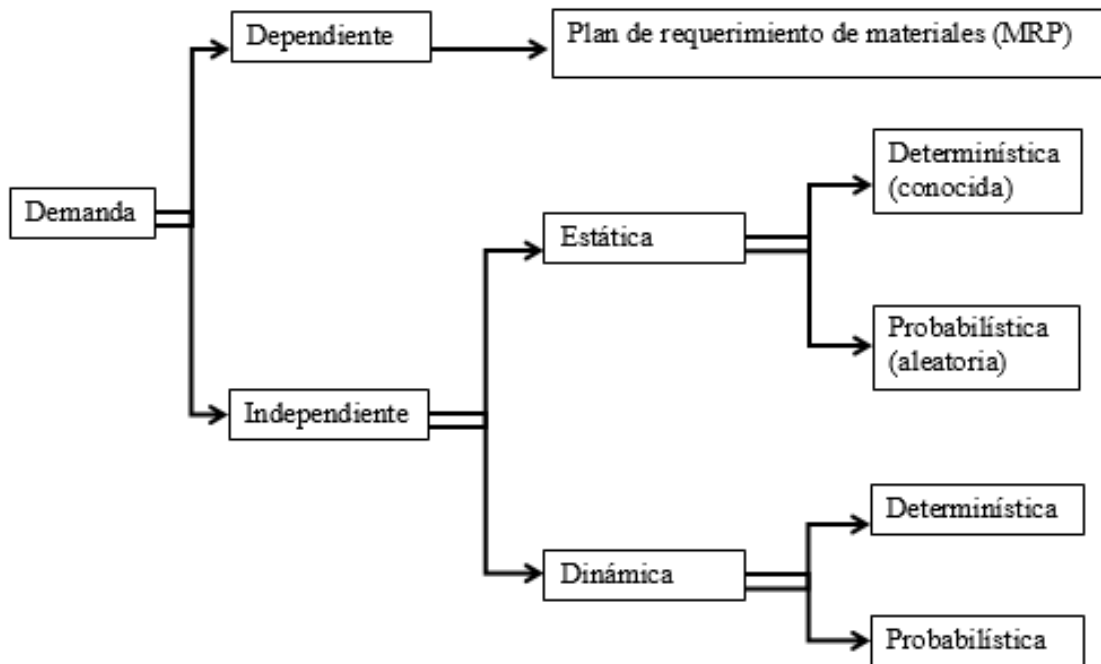 Dependiente
Plan de requerimiento de materiales (MRP)
Determinística
(conocida)
Demanda
Estática
Probabilística
(aleatoria)
Independiente
Determinística
Dinámica
Probabilística